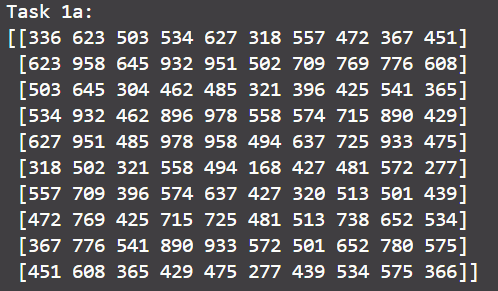 Task 1a:
[[336 623 503 534 627 318 557 472 367 451]
[623 958 645 932 951 502 709 769 776 608]
[503 645 304 462 485 321 396 425 541 365]
[534 932 462 896 978 558 574 715 890 429]
[627 951 485 978 958 494 637 725 933 475]
[318 502 321 558 494 168 427 481 572 277]
[557 709 396 574 637 427 320 513 501 439]
[472 769 425 715 725 481 513 738 652 534]
[367 776 541 890 933 572 501 652 780 575]
[451 608 365 429 475 277 439 534 575 366]]